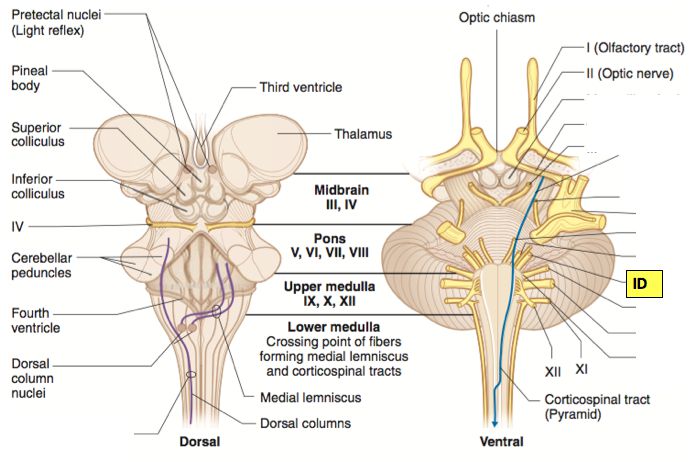 Pretectal nuclei
(Light reflex)
Pineal
body
Superior
colliculus
Inferior
colliculus
IV
Cerebellar
peduncles
Fourth
ventricle
Dorsal
column
nuclei
Third ventricle
Thalamus
Midbrain
III, IV
Pons
V, VI, VII, VIII
Upper medulla
IX, X, XII
Lower medulla
Crossing point of fibers
forming medial lemniscus
and corticospinal tracts
Medial lemniscus
Dorsal columns
Dorsal
Optic chiasm
I (Olfactory tract)
II (Optic nerve)
ID
XII
XI
Corticospinal tract
(Pyramid)
Ventral